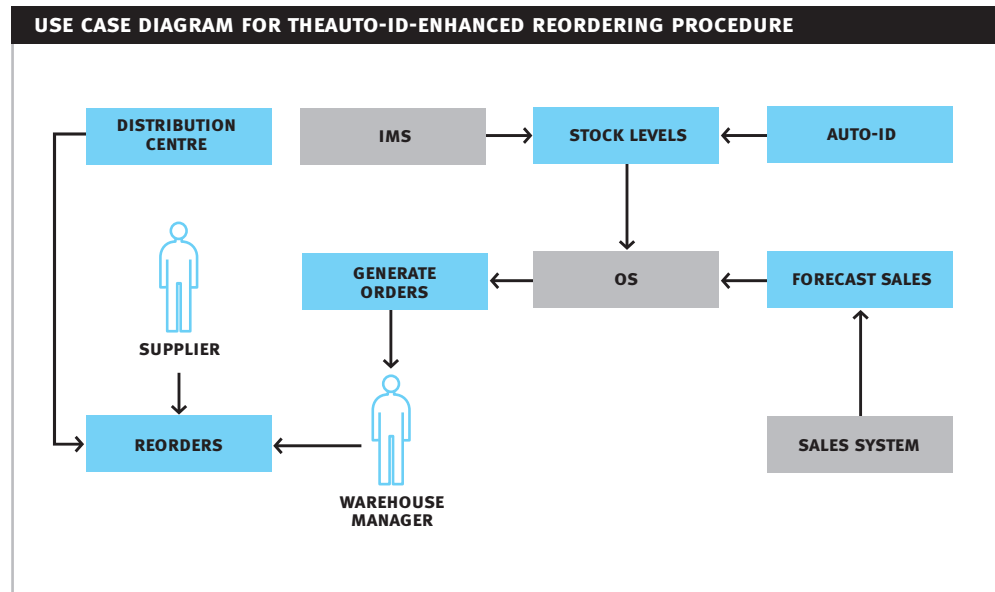 USE CASE DIAGRAM FOR THEAUTO-ID-ENHANCED REORDERING PROCEDURE
DISTRIBUTION
CENTRE
IMS
STOCK LEVELS
AUTO-ID
GENERATE
ORDERS
OS
FORECAST SALES
SUPPLIER
REORDERS
SALES SYSTEM
WAREHOUSE
MANAGER